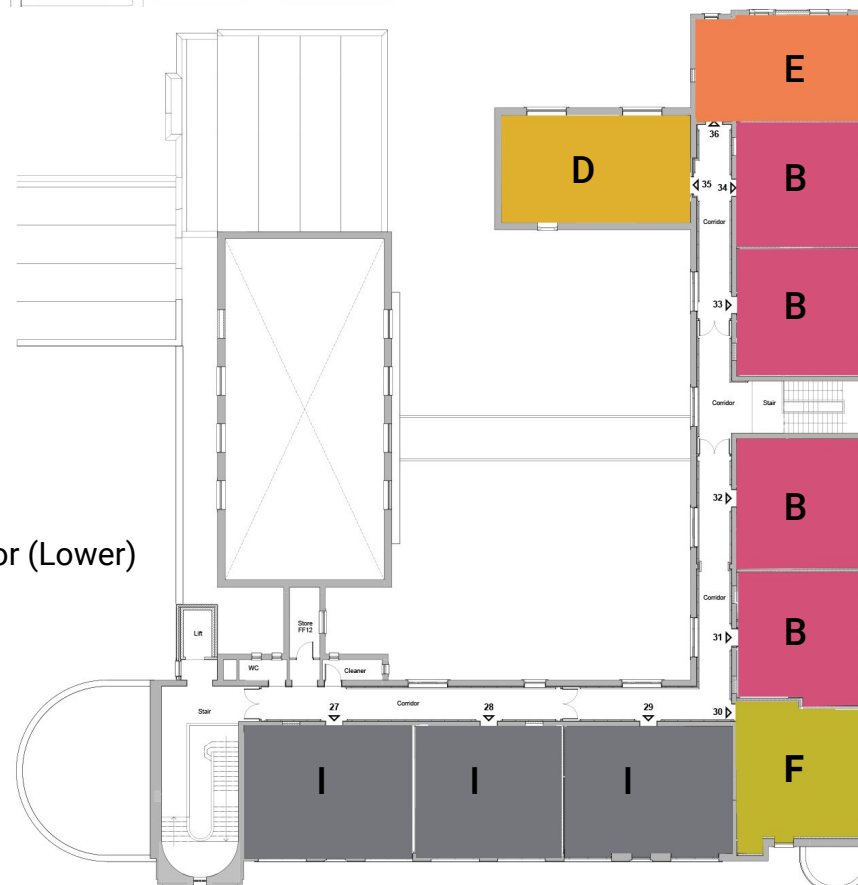 E
36
D
B
35
34
Corridor
B
33
Corridor
Stair
B
32
or (Lower)
Corridor
B
Store
FF12
Lift
31
WC
Cleaner
Stair
27
Corridor
28
29
30
I
I
I
F